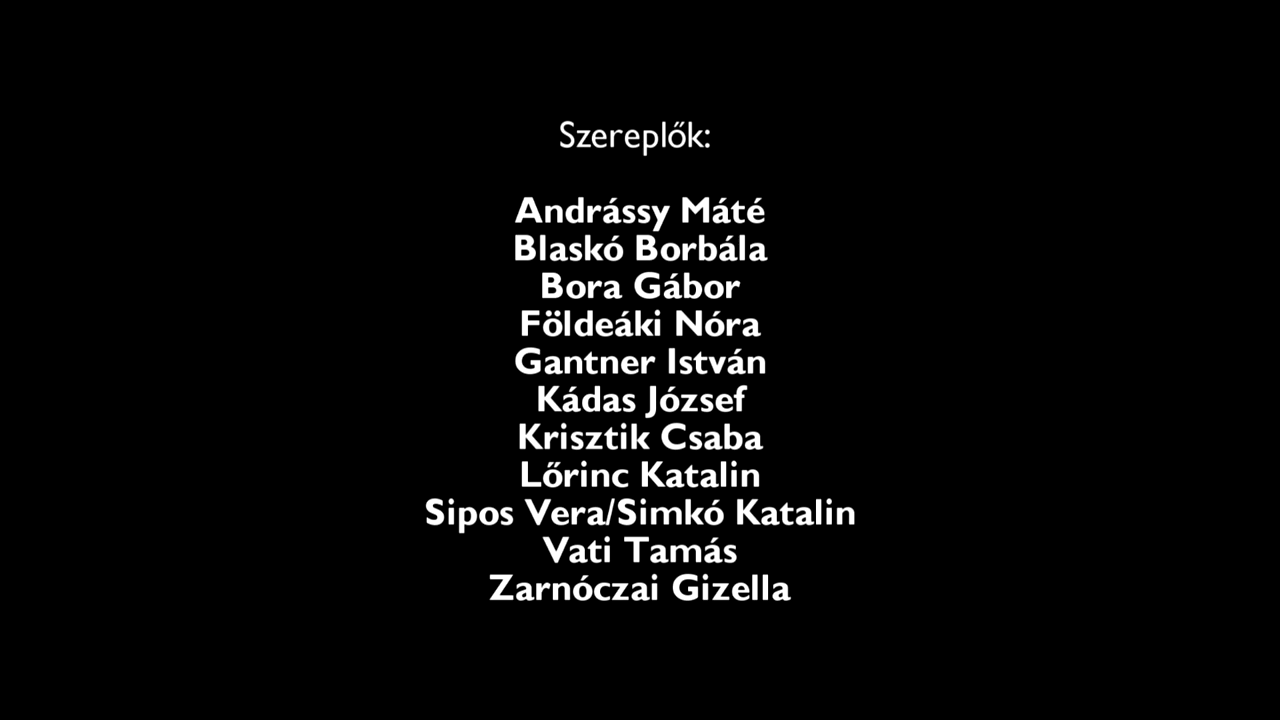 Szereplők:
Andrássy Máté
Blaskó Borbála
Bora Gábor
Földeáki Nóra
Gantner István
Kádas József
Krisztik Csaba
Lőrinc Katalin
Sipos Vera/Simkó Katalin
Vati Tamás
Zarnóczai Gizella